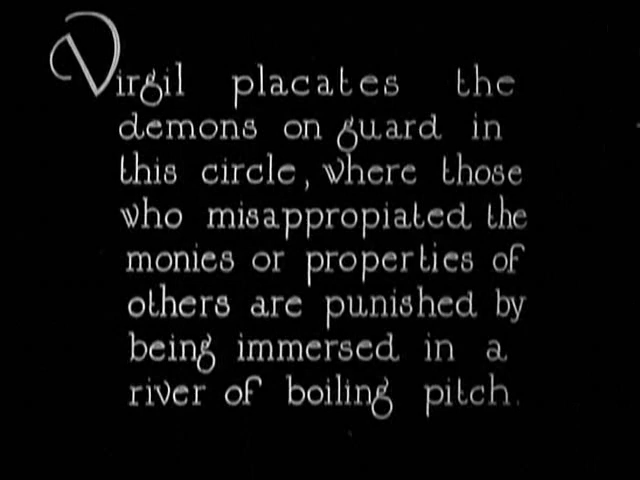 Virgil placates the
demons on guard in
this circle, where those
who misappropiated the
monies or properties of
others are punished by
being immersed in a
river of boiling pitch.